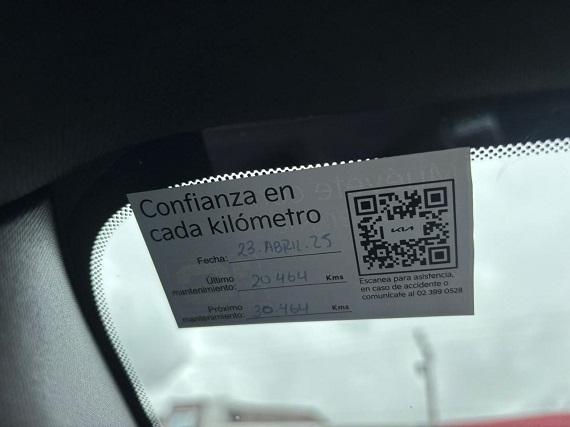 Confianza en
cada kilómetro
Fecha: 23. ABRIL. 25
Último
mantenimiento: 20 464 Kms
Próximo
mantenimiento: 30.464 Kms
KIA
Escanea para asistencia,
en caso de accidente o
comunícate al 02 399 0528